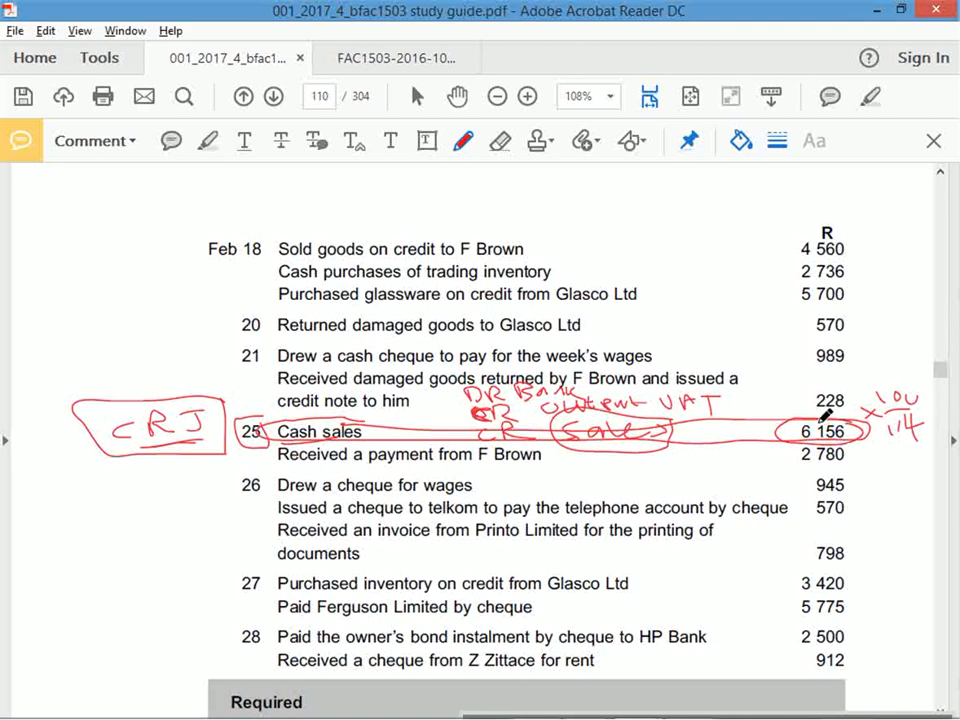 001_2017_4_bfac1503 study guide.pdf - Adobe Acrobat Reader DC
File Edit View Window Help
Home Tools 001_2017_4_bfac1... × FAC1503-2016-10... Sign In
110 / 304 108%
Comment T T T T T Aa
R
Feb 18 Sold goods on credit to F Brown 4 560
Cash purchases of trading inventory 2 736
Purchased glassware on credit from Glasco Ltd 5 700
20 Returned damaged goods to Glasco Ltd 570
21 Drew a cash cheque to pay for the week's wages 989
Received damaged goods returned by F Brown and issued a
DR Bank
credit note to him 228
CR Output VAT
x 100
CRJ 25 Cash sales CR Sales 6 156
114
Received a payment from F Brown 2 780
26 Drew a cheque for wages 945
Issued a cheque to telkom to pay the telephone account by cheque 570
Received an invoice from Printo Limited for the printing of
documents 798
27 Purchased inventory on credit from Glasco Ltd 3 420
Paid Ferguson Limited by cheque 5 775
28 Paid the owner's bond instalment by cheque to HP Bank 2 500
Received a cheque from Z Zittace for rent 912
Required